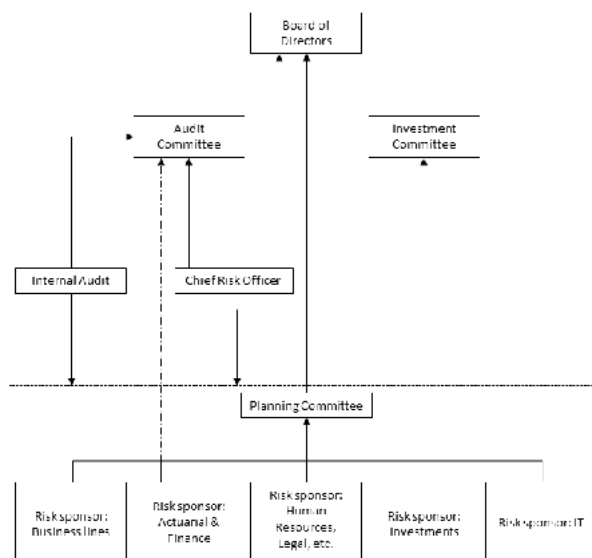 Board of
Directors
Audit
Committee
Investment
Committee
Internal Audit
Chief Risk Officer
Planning Committee
Risk sponsor:
Business lines
Risk sponsor:
Actuarial &
Finance
Risk sponsor:
Human
Resources,
Legal, etc.
Risk sponsor:
Investments
Risk sponsor: IT